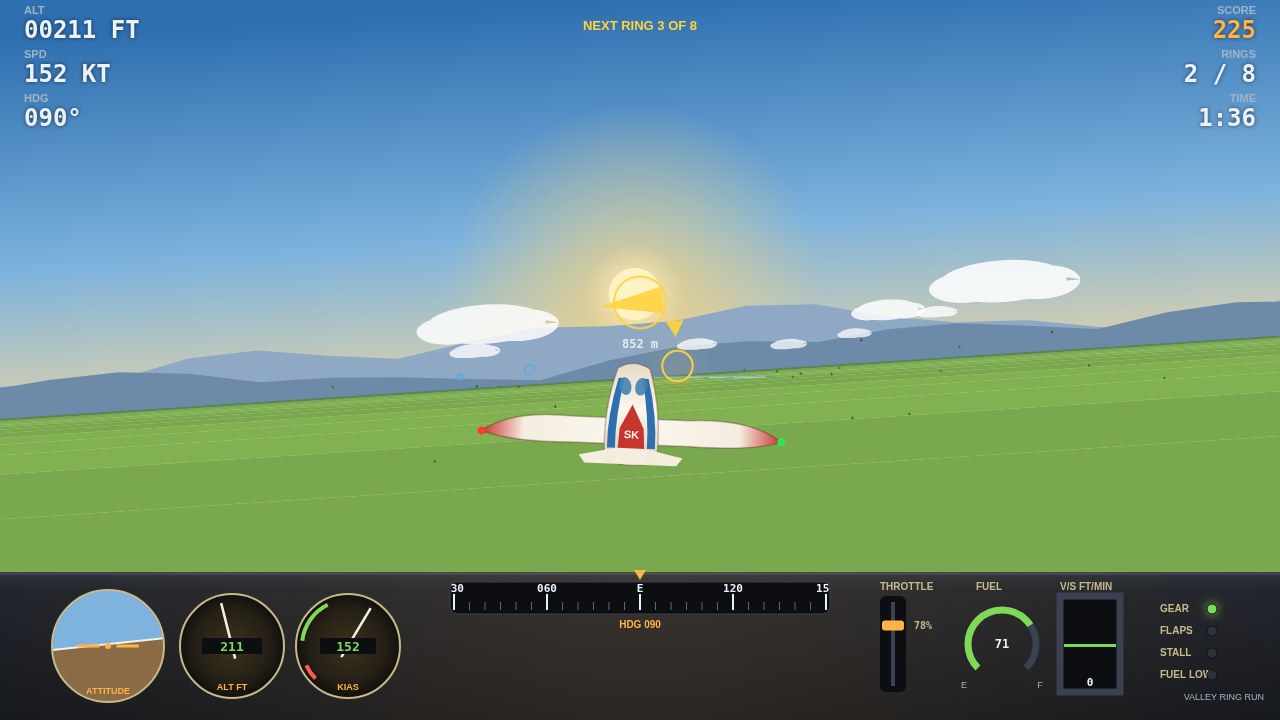 ALT
00211 FT
SPD
152 KT
HDG
090°
NEXT RING 3 OF 8
SCORE
225
RINGS
2 / 8
TIME
1:36
852 m
SK
ATTITUDE
211
ALT FT
152
KIAS
30 060 E 120 15
HDG 090
THROTTLE
78%
FUEL
71
E F
V/S FT/MIN
0
GEAR
FLAPS
STALL
FUEL LOW
VALLEY RING RUN